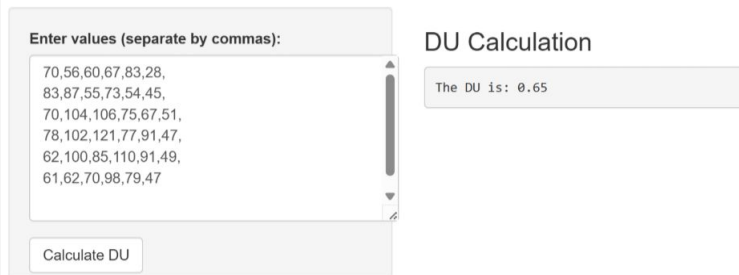 Enter values (separate by commas):
70,56,60,67,83,28,
83,87,55,73,54,45,
70,104,106,75,67,51,
78,102,121,77,91,47,
62,100,85,110,91,49,
61,62,70,98,79,47
Calculate DU
DU Calculation
The DU is: 0.65